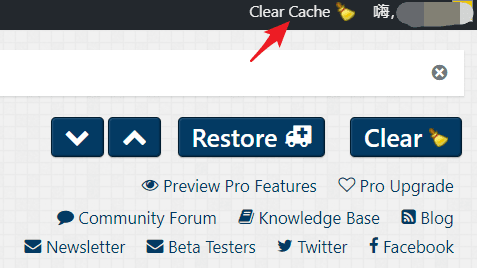 Clear Cache 嗨,
Restore Clear
Preview Pro Features Pro Upgrade
Community Forum Knowledge Base Blog
Newsletter Beta Testers Twitter Facebook